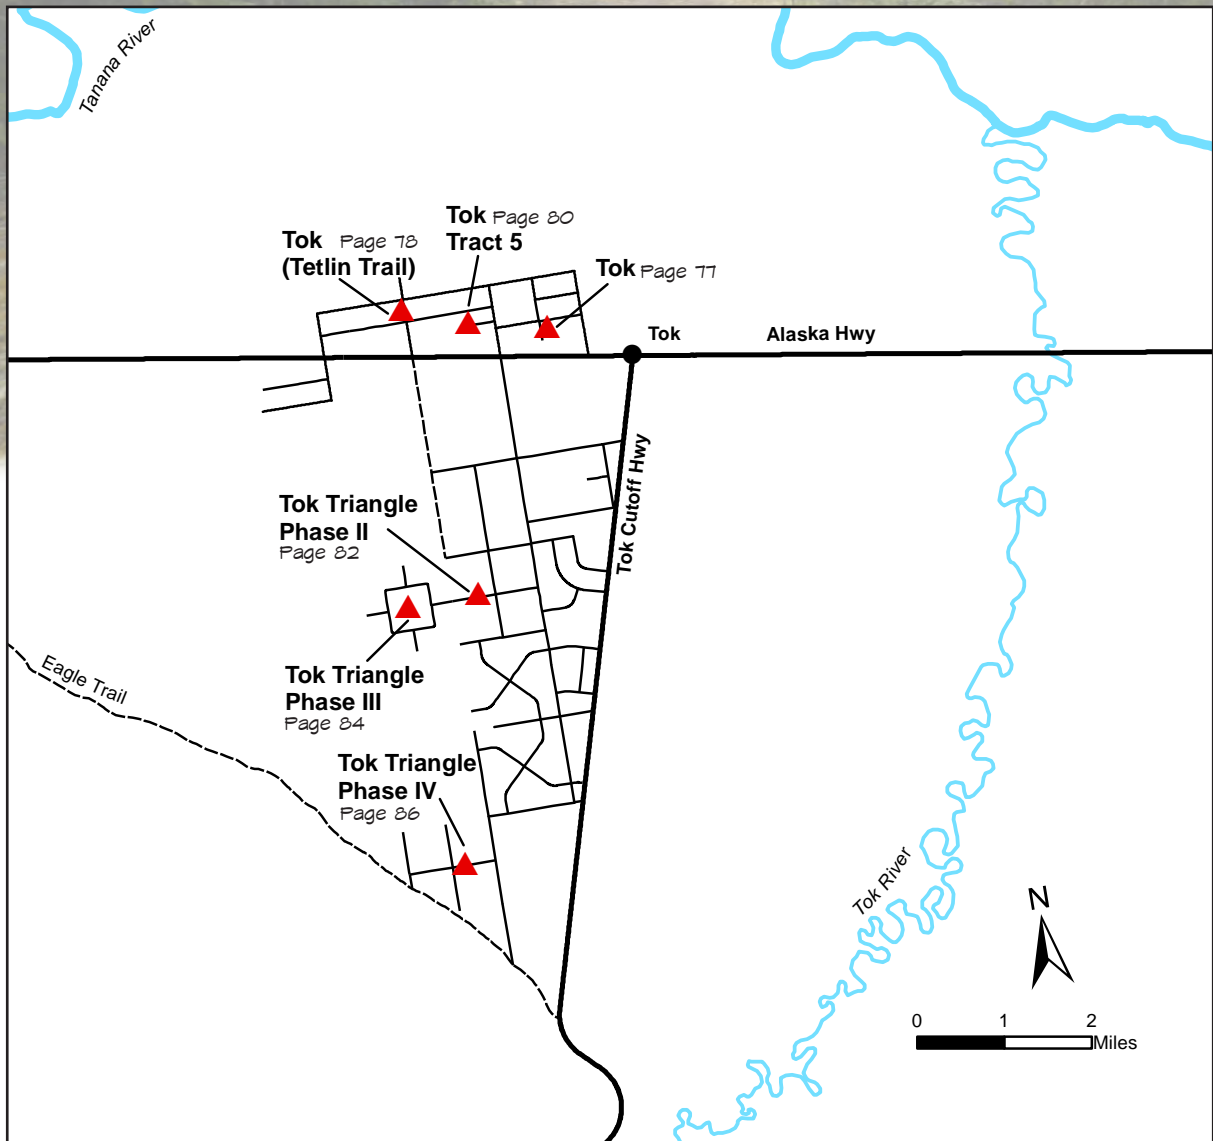 Tanana River
Tok Page 80
Tract 5
Tok Page 78
(Tetlin Trail)
Tok Page 77
Tok
Alaska Hwy
Tok Cutoff Hwy
Tok Triangle
Phase II
Page 82
Eagle Trail
Tok Triangle
Phase III
Page 84
Tok Triangle
Phase IV
Page 86
Tok River
N
0 1 2
Miles